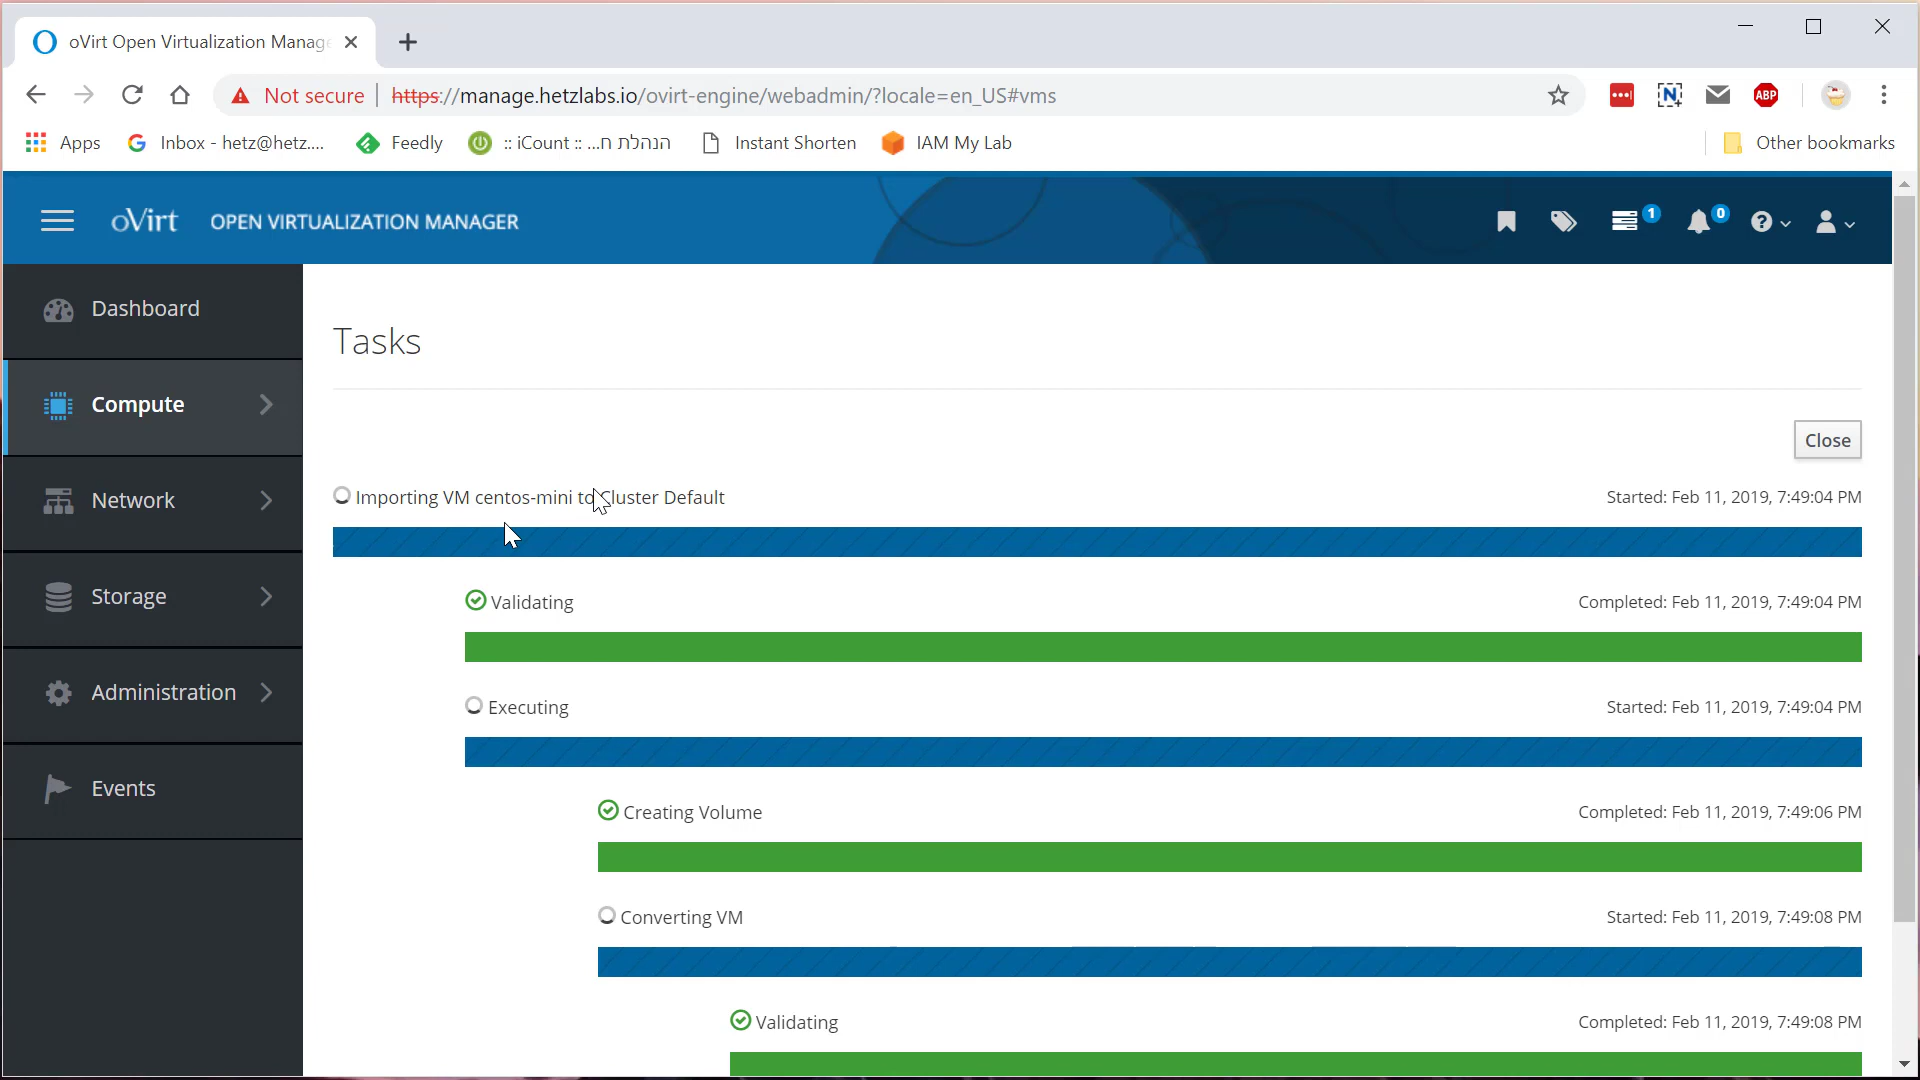 oVirt Open Virtualization Manage
Not secure https://manage.hetzlabs.io/ovirt-engine/webadmin/?locale=en_US#vms
ABP
Apps Inbox - hetz@hetz.... Feedly :: iCount :: ...הנהלת ח Instant Shorten IAM My Lab Other bookmarks
oVirt OPEN VIRTUALIZATION MANAGER 1 0
Dashboard
Compute
Network
Storage
Administration
Events
Tasks
Close
Importing VM centos-mini to Cluster Default Started: Feb 11, 2019, 7:49:04 PM
Validating Completed: Feb 11, 2019, 7:49:04 PM
Executing Started: Feb 11, 2019, 7:49:04 PM
Creating Volume Completed: Feb 11, 2019, 7:49:06 PM
Converting VM Started: Feb 11, 2019, 7:49:08 PM
Validating Completed: Feb 11, 2019, 7:49:08 PM